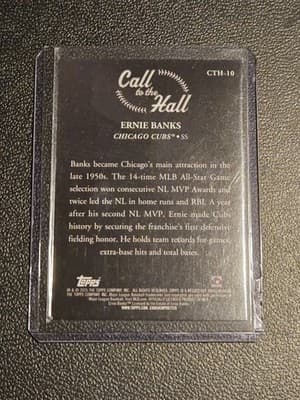 CTH-10
Call
to the
Hall
ERNIE BANKS
CHICAGO CUBS® • SS
Banks became Chicago's main attraction in the
late 1950s. The 14-time MLB All-Star Game
selection won consecutive NL MVP Awards and
twice led the NL in home runs and RBI. A year
after his second NL MVP, Ernie made Cubs
history by securing the franchise's first defensive
fielding honor. He holds team records for games,
extra-base hits and total bases.
Topps